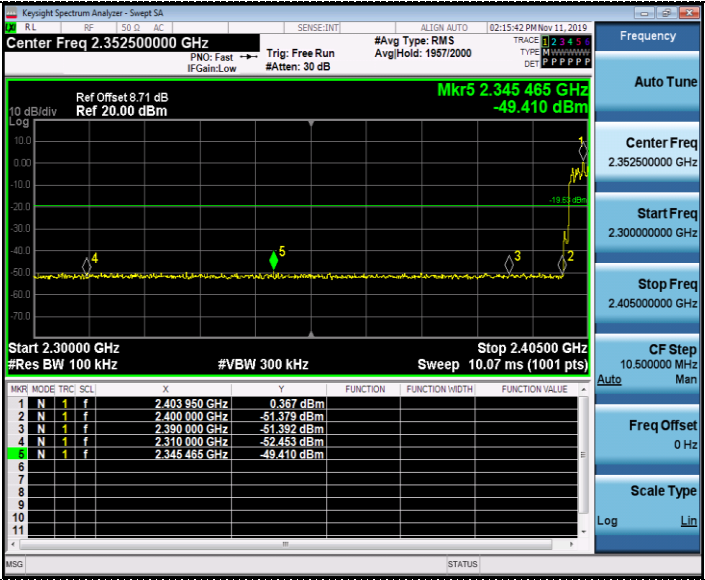 Keysight Spectrum Analyzer - Swept SA
RL RF 50 Ω AC SENSE:INT ALIGN AUTO 02:15:42 PM Nov 11, 2019
Center Freq 2.352500000 GHz
PNO: Fast
IFGain:Low
Trig: Free Run
#Atten: 30 dB
#Avg Type: RMS
Avg|Hold: 1957/2000
TRACE 1 2 3 4 5 6
TYPE M W W W W W
DET P P P P P P
Mkr5 2.345 465 GHz
-49.410 dBm
Ref Offset 8.71 dB
Ref 20.00 dBm
10 dB/div
Log
10.0
0.00
-10.0
-20.0
-30.0
-40.0
-50.0
-60.0
-70.0
1
-19.63 dBm
4
5
3
2
Start 2.30000 GHz Stop 2.40500 GHz
#Res BW 100 kHz #VBW 300 kHz Sweep 10.07 ms (1001 pts)
MKR MODE TRC SCL X Y FUNCTION FUNCTION WIDTH FUNCTION VALUE
1 N 1 f 2.403 950 GHz 0.367 dBm
2 N 1 f 2.400 000 GHz -51.379 dBm
3 N 1 f 2.390 000 GHz -51.392 dBm
4 N 1 f 2.310 000 GHz -52.453 dBm
5 N 1 f 2.345 465 GHz -49.410 dBm
6
7
8
9
10
11
MSG STATUS
Frequency
Auto Tune
Center Freq
2.352500000 GHz
Start Freq
2.300000000 GHz
Stop Freq
2.405000000 GHz
CF Step
10.500000 MHz
Auto Man
Freq Offset
0 Hz
Scale Type
Log Lin